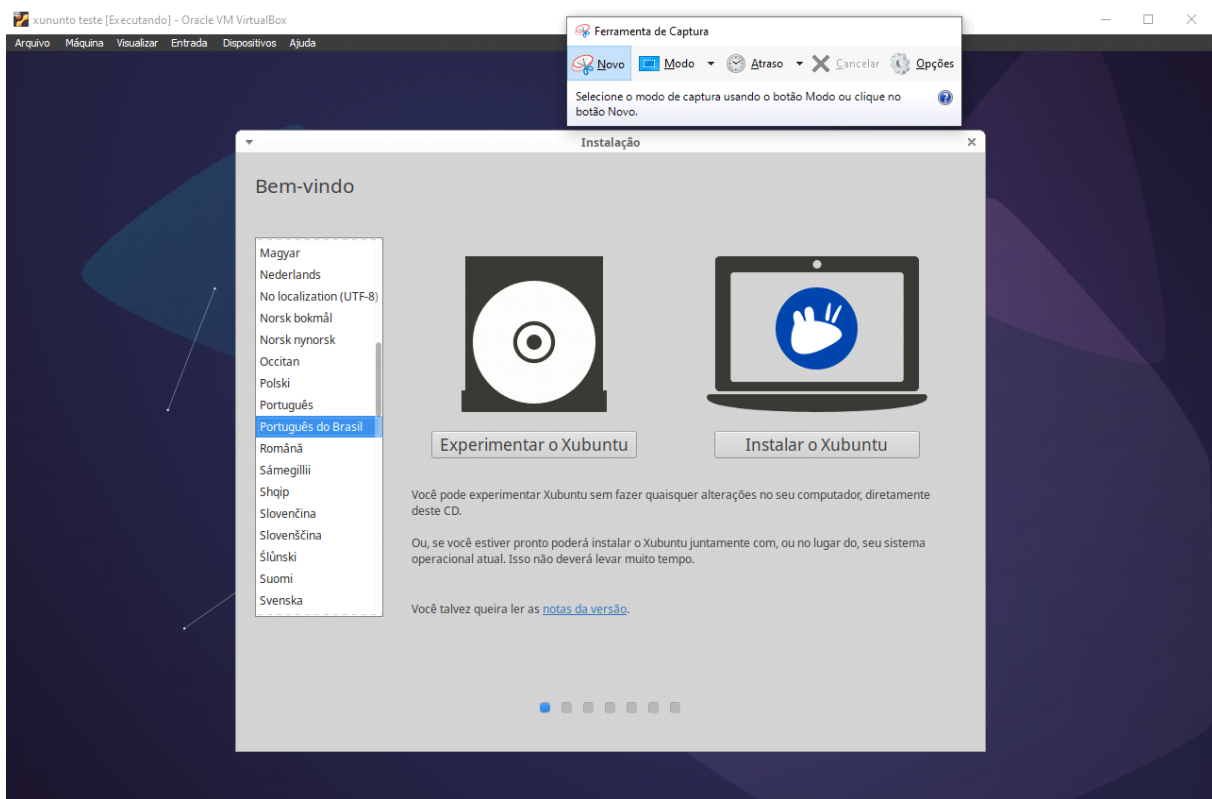 xununto teste [Executando] - Oracle VM VirtualBox
Arquivo Máquina Visualizar Entrada Dispositivos Ajuda
Ferramenta de Captura
Novo Modo Atraso Cancelar Opções
Selecione o modo de captura usando o botão Modo ou clique no
botão Novo.
Instalação
Bem-vindo
Magyar
Nederlands
No localization (UTF-8)
Norsk bokmål
Norsk nynorsk
Occitan
Polski
Português
Português do Brasil
Română
Sámegillii
Shqip
Slovenčina
Slovenščina
Ślůnski
Suomi
Svenska
Experimentar o Xubuntu
Instalar o Xubuntu
Você pode experimentar Xubuntu sem fazer quaisquer alterações no seu computador, diretamente
deste CD.
Ou, se você estiver pronto poderá instalar o Xubuntu juntamente com, ou no lugar do, seu sistema
operacional atual. Isso não deverá levar muito tempo.
Você talvez queira ler as notas da versão.